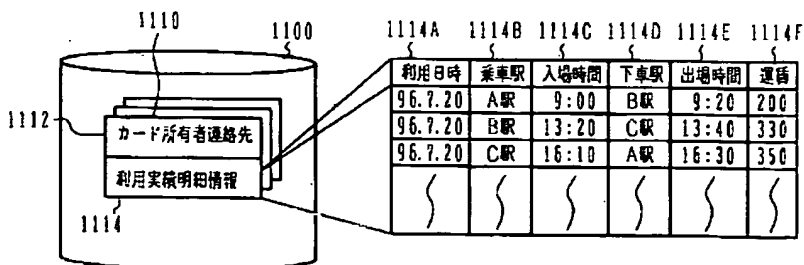 1110
1100
1112
カード所有者連絡先
利用実績明細情報
1114
1114A 1114B 1114C 1114D 1114E 1114F
利用日時 乗車駅 入場時間 下車駅 出場時間 運賃
96.7.20 A駅 9:00 B駅 9:20 200
96.7.20 B駅 13:20 C駅 13:40 330
96.7.20 C駅 16:10 A駅 16:30 350